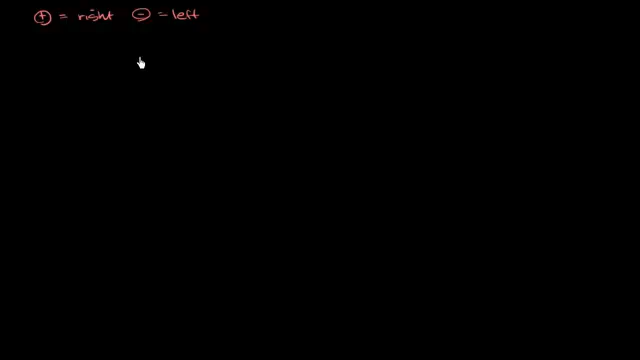 ⊕ = right ⊖ = left